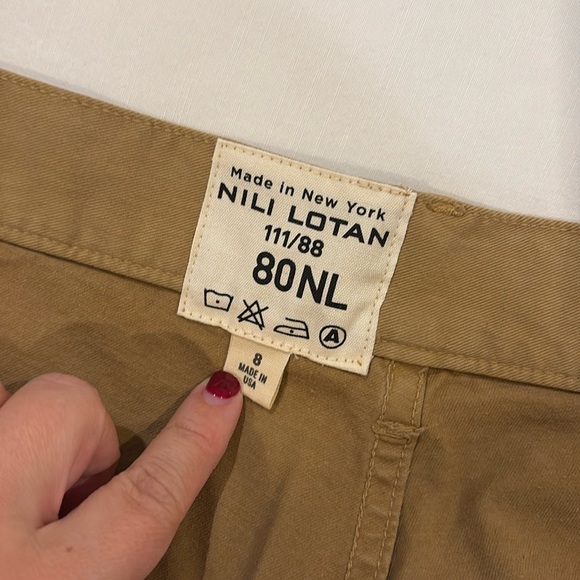 Made in New York
NILI LOTAN
111/88
80NL
A
8
MADE IN
USA